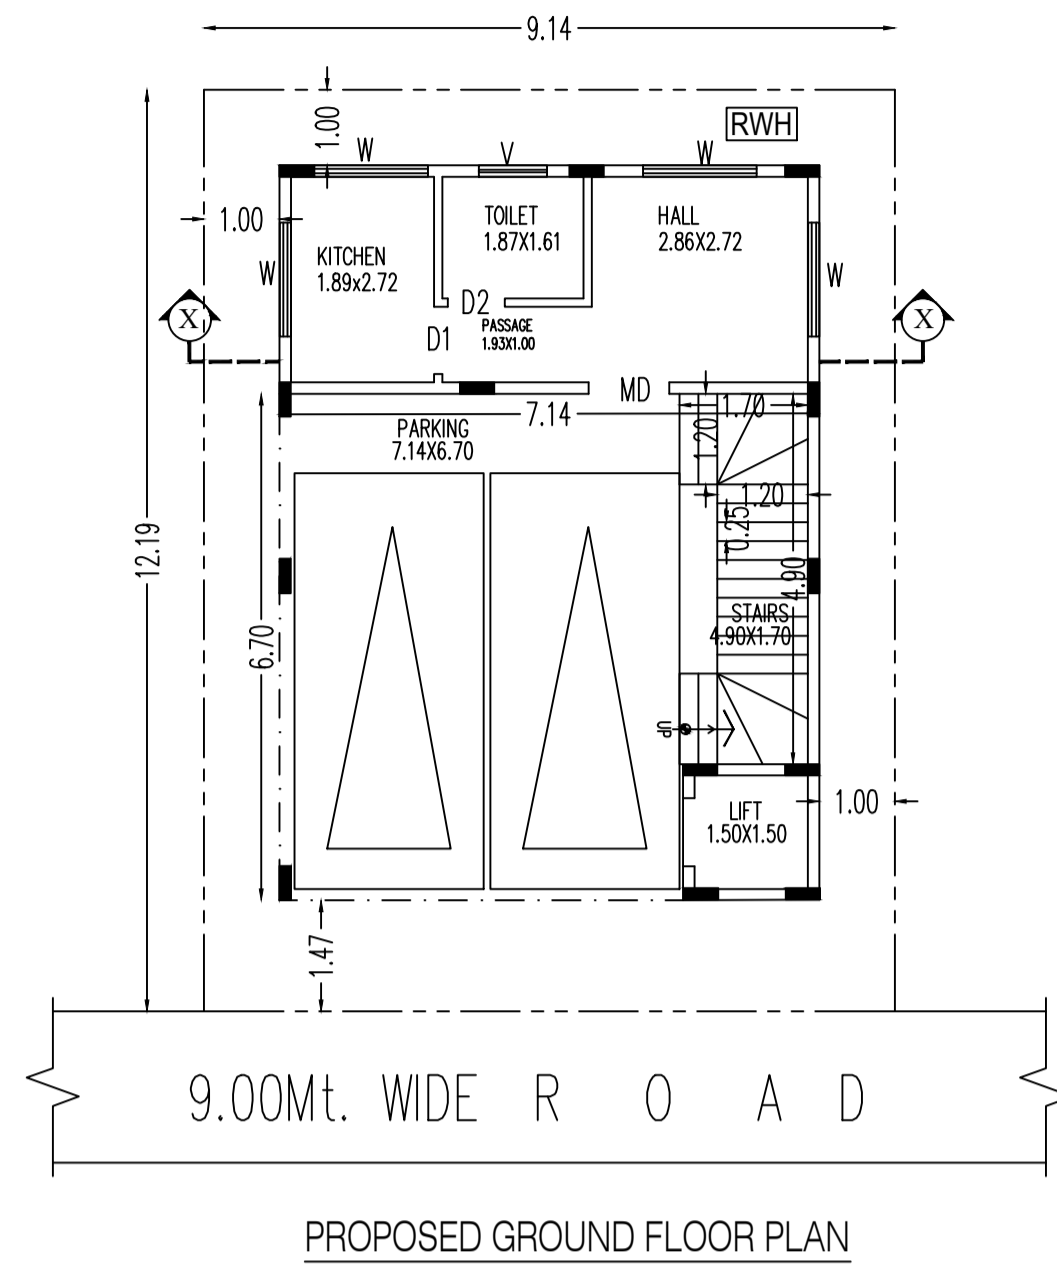 9.14
1.00
RWH
W
V
W
1.00
TOILET
1.87X1.61
HALL
2.86X2.72
KITCHEN
1.89x2.72
W
W
X
X
D2
PASSAGE
1.93X1.00
D1
MD
1.70
7.14
PARKING
7.14X6.70
1.20
1.20
0.25
12.19
4.90
STAIRS
4.90X1.70
6.70
UP
LIFT
1.50X1.50
1.00
1.47
9.00Mt. WIDE R O A D
PROPOSED GROUND FLOOR PLAN